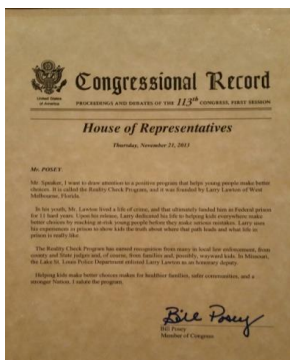 Congressional Record
United States
of America
PROCEEDINGS AND DEBATES OF THE 113th CONGRESS, FIRST SESSION
House of Representatives
Thursday, November 21, 2013
Mr. POSEY
Mr. Speaker, I want to draw attention to a positive program that helps young people make better
choices. It is called the Reality Check Program, and it was founded by Larry Lawton of West
Melbourne, Florida.
In his youth, Mr. Lawton lived a life of crime, and that ultimately landed him in Federal prison
for 11 hard years. Upon his release, Larry dedicated his life to helping kids everywhere make
better choices by reaching at-risk young people before they make serious mistakes. Larry uses
his experiences in prison to show kids the truth about where that path leads and what life in
prison is really like.
The Reality Check Program has earned recognition from many in local law enforcement, from
county and State judges and, of course, from families and, possibly, wayward kids. In Missouri,
the Lake St. Louis Police Department enlisted Larry Lawton as an honorary deputy.
Helping kids make better choices makes for healthier families, safer communities, and a
stronger Nation. I salute the program.
Bill Posey
Bill Posey
Member of Congress